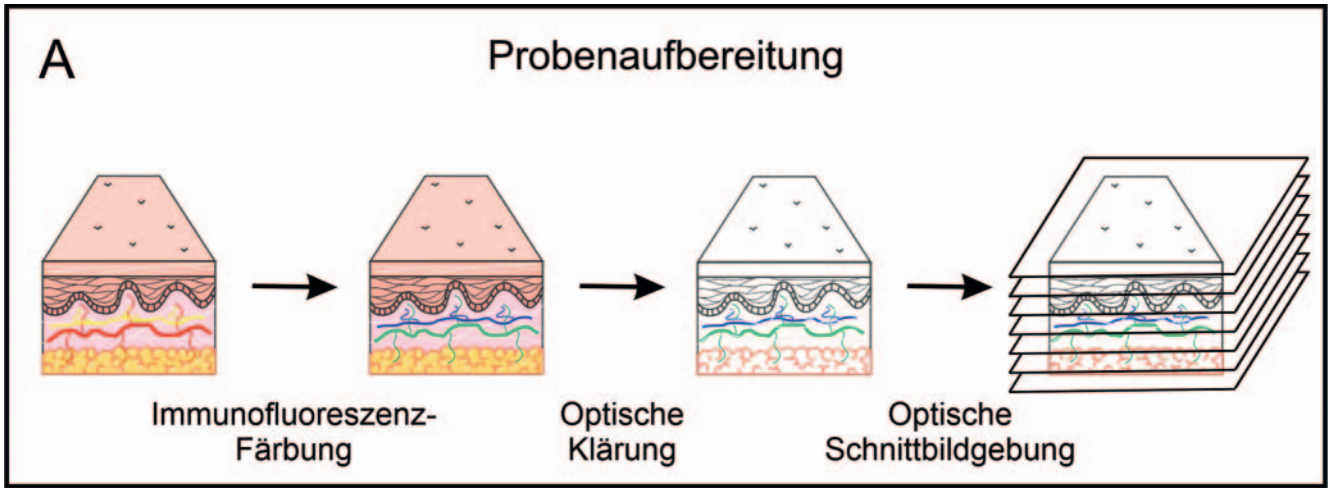 A
Probenaufbereitung
Immunofluoreszenz-
Färbung
Optische
Klärung
Optische
Schnittbildgebung